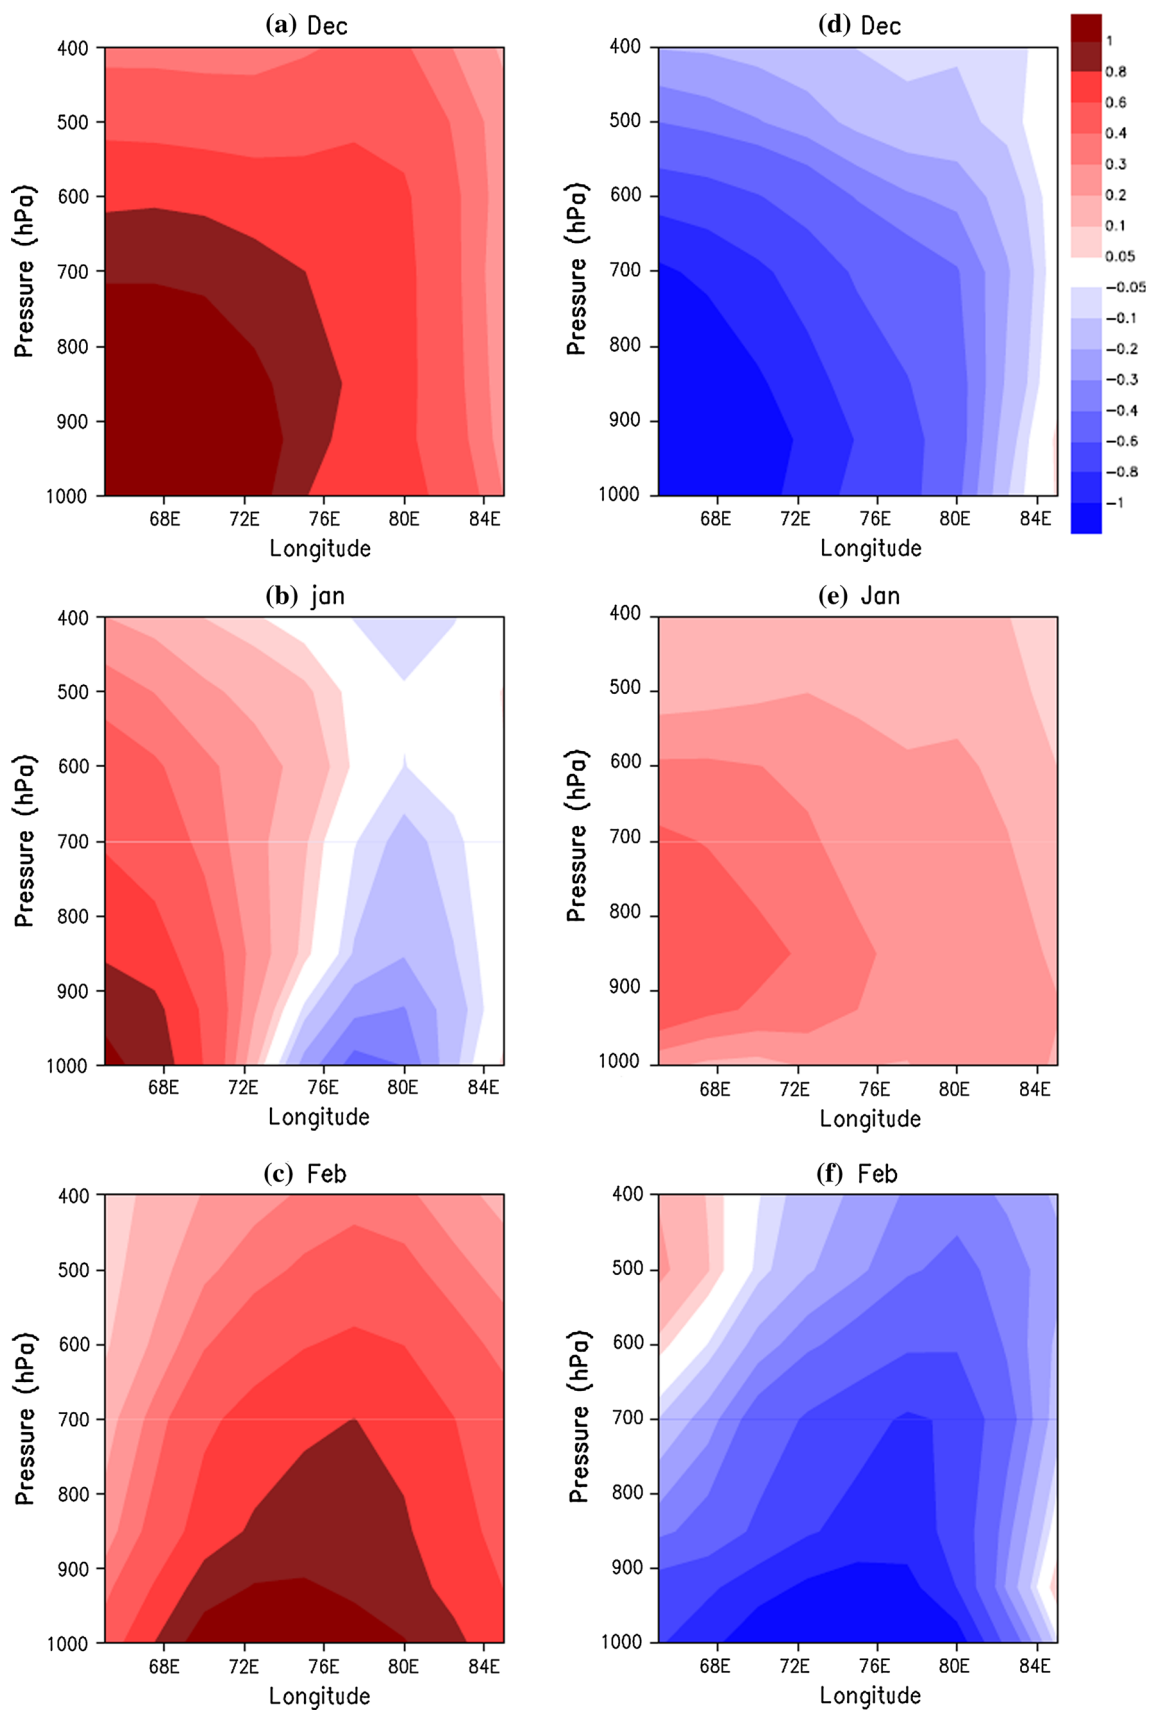 (a) Dec
400
500
600
700
800
900
1000
Pressure (hPa)
68E 72E 76E 80E 84E
Longitude
(d) Dec
400
500
600
700
800
900
1000
Pressure (hPa)
68E 72E 76E 80E 84E
Longitude
1
0.8
0.6
0.4
0.3
0.2
0.1
0.05
−0.05
−0.1
−0.2
−0.3
−0.4
−0.6
−0.8
−1
(b) jan
400
500
600
700
800
900
1000
Pressure (hPa)
68E 72E 76E 80E 84E
Longitude
(e) Jan
400
500
600
700
800
900
1000
Pressure (hPa)
68E 72E 76E 80E 84E
Longitude
(c) Feb
400
500
600
700
800
900
1000
Pressure (hPa)
68E 72E 76E 80E 84E
Longitude
(f) Feb
400
500
600
700
800
900
1000
Pressure (hPa)
68E 72E 76E 80E 84E
Longitude